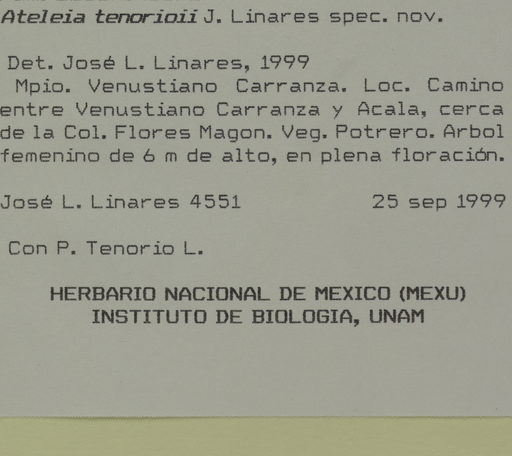 Ateleia tenorioii J. Linares spec. nov.
Det. José L. Linares, 1999
Mpio. Venustiano Carranza. Loc. Camino
entre Venustiano Carranza y Acala, cerca
de la Col. Flores Magon. Veg. Potrero. Arbol
femenino de 6 m de alto, en plena floración.
José L. Linares 4551 25 sep 1999
Con P. Tenorio L.
HERBARIO NACIONAL DE MEXICO (MEXU)
INSTITUTO DE BIOLOGIA, UNAM